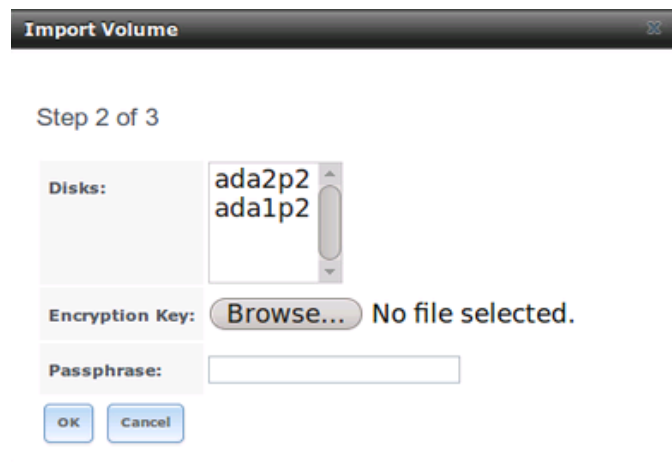 Import Volume
Step 2 of 3
Disks:
ada2p2
ada1p2
Encryption Key: Browse... No file selected.
Passphrase:
OK Cancel